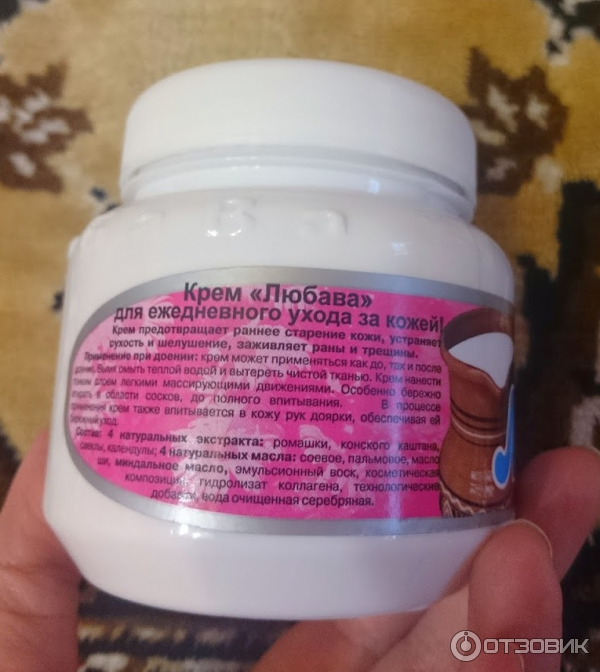 Крем «Любава»
для ежедневного ухода за кожей!
Крем предотвращает раннее старение кожи, устраняет
сухость и шелушение, заживляет раны и трещины.
Применение при доении: крем может применяться как до, так и после
доения. Вымя омыть теплой водой и вытереть чистой тканью. Крем нанести
тонким слоем легкими массирующими движениями. Особенно бережно
в области сосков, до полного впитывания. В процессе
применения крем также впитывается в кожу рук доярки, обеспечивая ей
бережный уход.
Состав: 4 натуральных экстракта: ромашки, конского каштана,
календулы; 4 натуральных масла: соевое, пальмовое, масло
миндальное масло, эмульсионный воск, косметическая
композиция, гидролизат коллагена, технологические
добавки, вода очищенная серебряная.
ОТЗОВИК